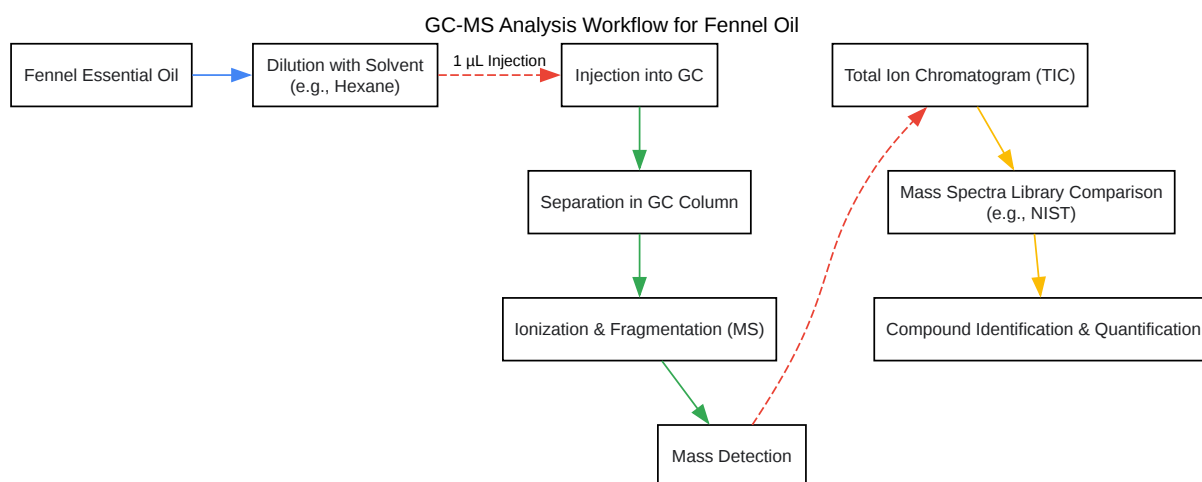 GC-MS Analysis Workflow for Fennel Oil
Fennel Essential Oil
Dilution with Solvent
(e.g., Hexane)
1 µL Injection
Injection into GC
Separation in GC Column
Ionization & Fragmentation (MS)
Mass Detection
Total Ion Chromatogram (TIC)
Mass Spectra Library Comparison
(e.g., NIST)
Compound Identification & Quantification